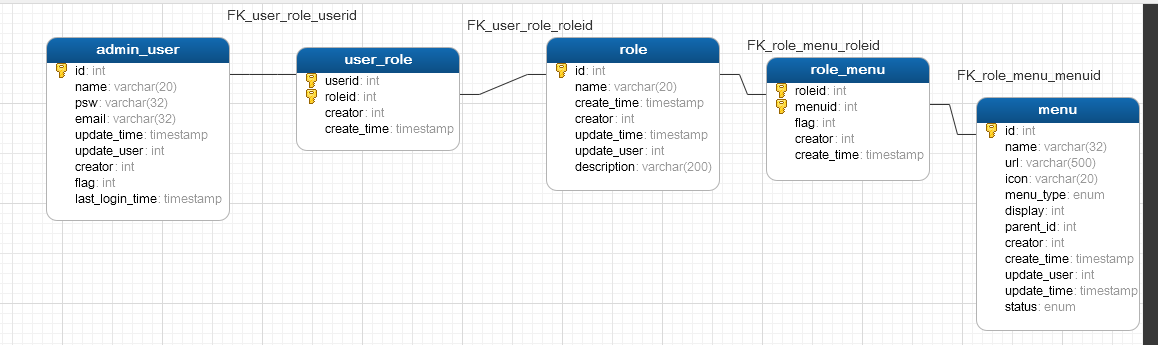 FK_user_role_userid
FK_user_role_roleid
FK_role_menu_roleid
FK_role_menu_menuid
admin_user
id: int
name: varchar(20)
psw: varchar(32)
email: varchar(32)
update_time: timestamp
update_user: int
creator: int
flag: int
last_login_time: timestamp
user_role
userid: int
roleid: int
creator: int
create_time: timestamp
role
id: int
name: varchar(20)
create_time: timestamp
creator: int
update_time: timestamp
update_user: int
description: varchar(200)
role_menu
roleid: int
menuid: int
flag: int
creator: int
create_time: timestamp
menu
id: int
name: varchar(32)
url: varchar(500)
icon: varchar(20)
menu_type: enum
display: int
parent_id: int
creator: int
create_time: timestamp
update_user: int
update_time: timestamp
status: enum